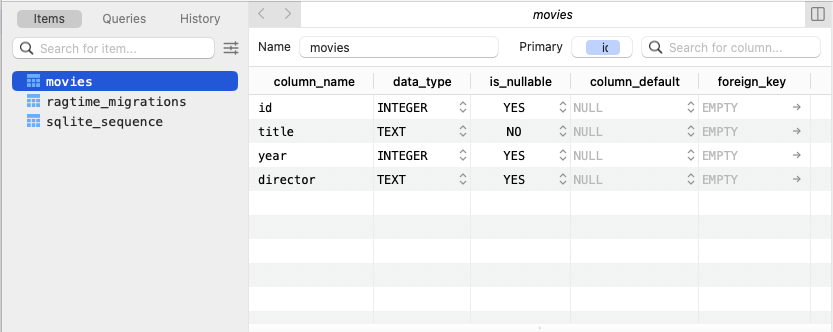 Items Queries History
Search for item...
movies
ragtime_migrations
sqlite_sequence
movies
Name movies Primary Search for column...
column_name data_type is_nullable column_default foreign_key
id INTEGER YES NULL EMPTY
title TEXT NO NULL EMPTY
year INTEGER YES NULL EMPTY
director TEXT YES NULL EMPTY